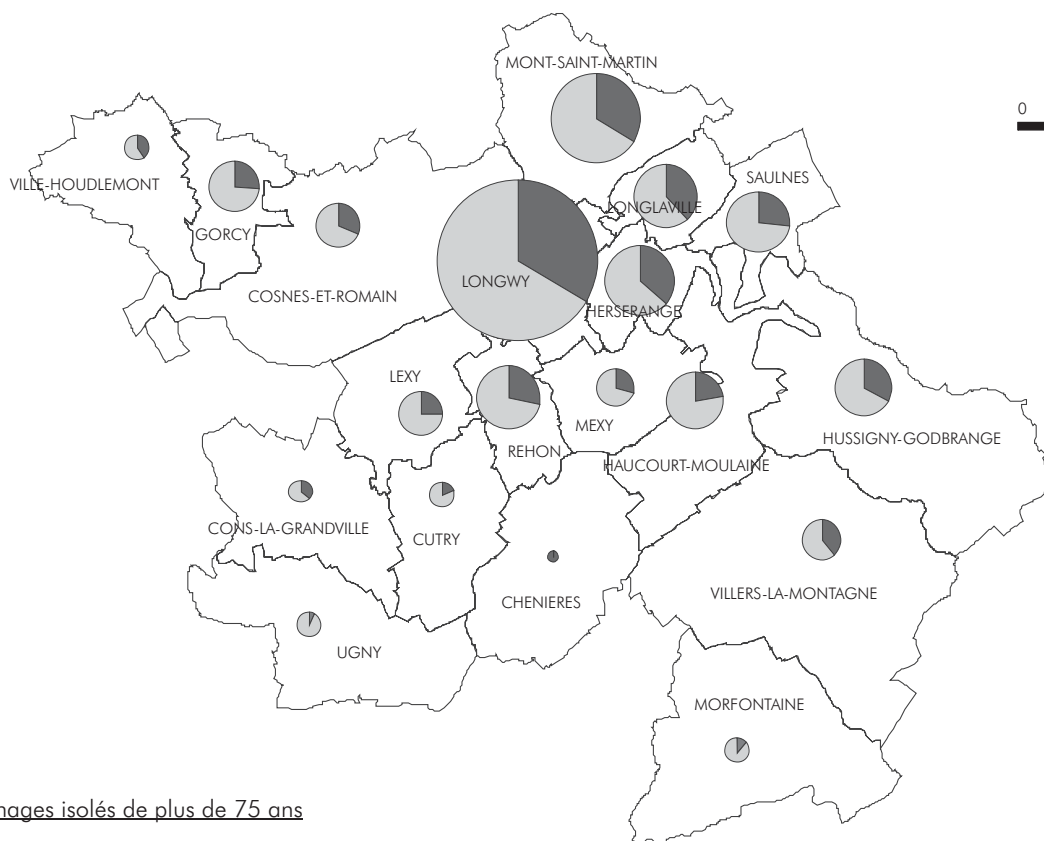 MONT-SAINT-MARTIN
0
VILLE-HOUDLEMONT
SAULNES
LONGLAVILLE
GORCY
LONGWY
COSNES-ET-ROMAIN
HERSERANGE
LEXY
MEXY
HUSSIGNY-GODBRANGE
REHON
HAUCOURT-MOULAINE
CONS-LA-GRANDVILLE
CUTRY
VILLERS-LA-MONTAGNE
CHENIERES
UGNY
MORFONTAINE
nages isolés de plus de 75 ans